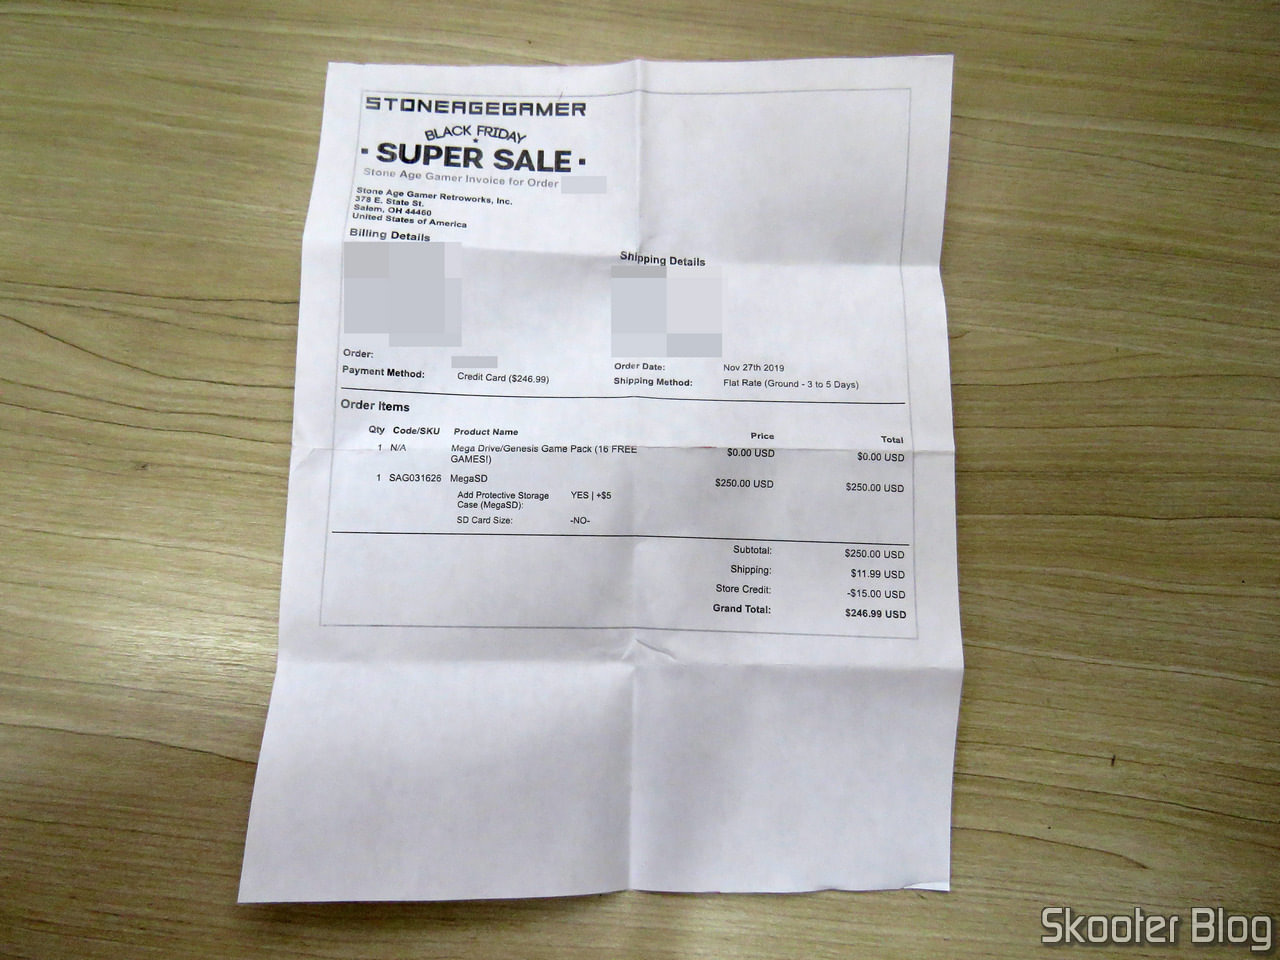 STONEAGEGAMER
BLACK FRIDAY
SUPER SALE
Stone Age Gamer Invoice for Order
Stone Age Gamer Retroworks, Inc.
378 E. State St.
Salem, OH 44460
United States of America
Billing Details
Shipping Details
Order:
Payment Method: Credit Card ($246.99)
Order Date: Nov 27th 2019
Shipping Method: Flat Rate (Ground - 3 to 5 Days)
Order Items
Qty Code/SKU Product Name Price Total
1 N/A Mega Drive/Genesis Game Pack (16 FREE $0.00 USD $0.00 USD
GAMES!)
1 SAG031626 MegaSD $250.00 USD $250.00 USD
Add Protective Storage YES | +$5
Case (MegaSD):
SD Card Size: -NO-
Subtotal: $250.00 USD
Shipping: $11.99 USD
Store Credit: -$15.00 USD
Grand Total: $246.99 USD
Skooter Blog